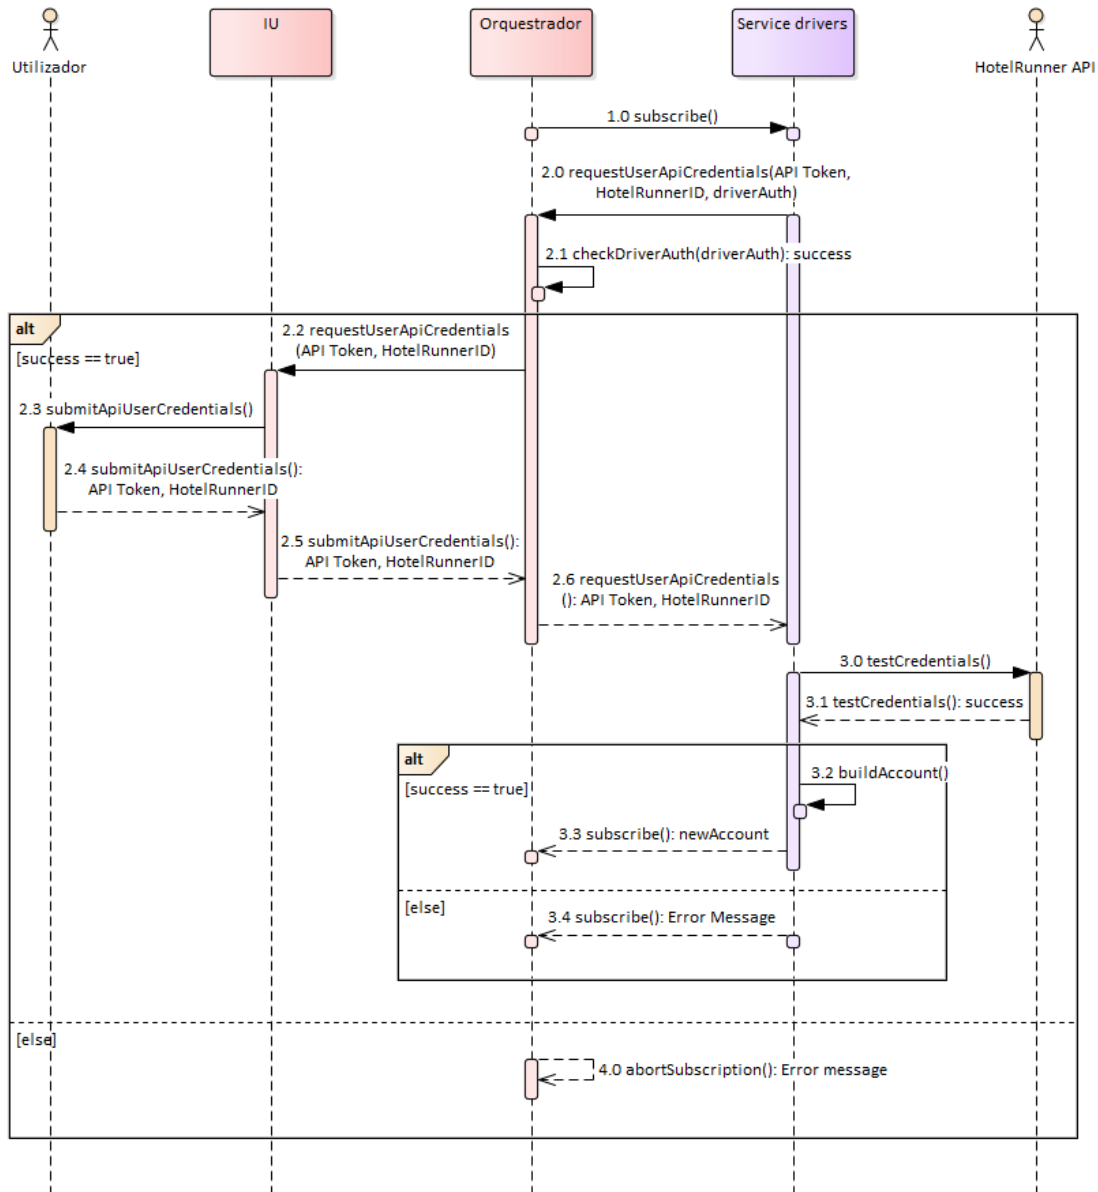 Utilizador
IU
Orquestrador
Service drivers
HotelRunner API
1.0 subscribe()
2.0 requestUserApiCredentials(API Token,
HotelRunnerID, driverAuth)
2.1 checkDriverAuth(driverAuth): success
alt
[success == true]
2.2 requestUserApiCredentials
(API Token, HotelRunnerID)
2.3 submitApiUserCredentials()
2.4 submitApiUserCredentials():
API Token, HotelRunnerID
2.5 submitApiUserCredentials():
API Token, HotelRunnerID
2.6 requestUserApiCredentials
(): API Token, HotelRunnerID
3.0 testCredentials()
3.1 testCredentials(): success
alt
[success == true]
3.2 buildAccount()
3.3 subscribe(): newAccount
[else]
3.4 subscribe(): Error Message
[else]
4.0 abortSubscription(): Error message